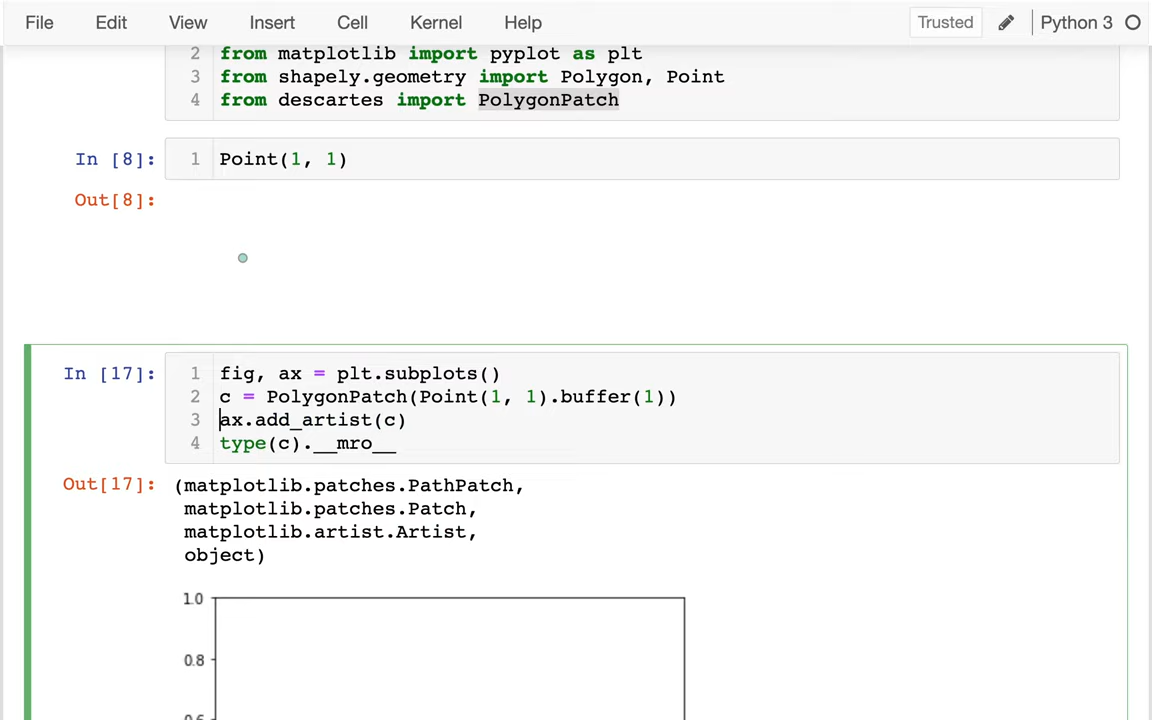 File Edit View Insert Cell Kernel Help Trusted Python 3
2 from matplotlib import pyplot as plt
3 from shapely.geometry import Polygon, Point
4 from descartes import PolygonPatch
In [8]: 1 Point(1, 1)
Out[8]:
In [17]: 1 fig, ax = plt.subplots()
2 c = PolygonPatch(Point(1, 1).buffer(1))
3 ax.add_artist(c)
4 type(c).__mro__
Out[17]: (matplotlib.patches.PathPatch,
matplotlib.patches.Patch,
matplotlib.artist.Artist,
object)
1.0
0.8